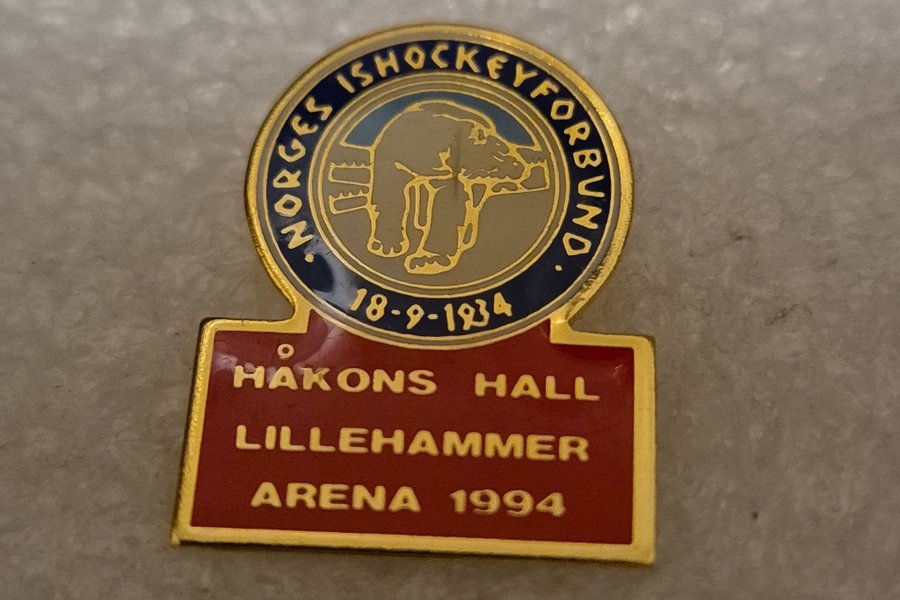 · NORGES ISHOCKEYFORBUND ·
18-9-1934
HÅKONS HALL
LILLEHAMMER
ARENA 1994